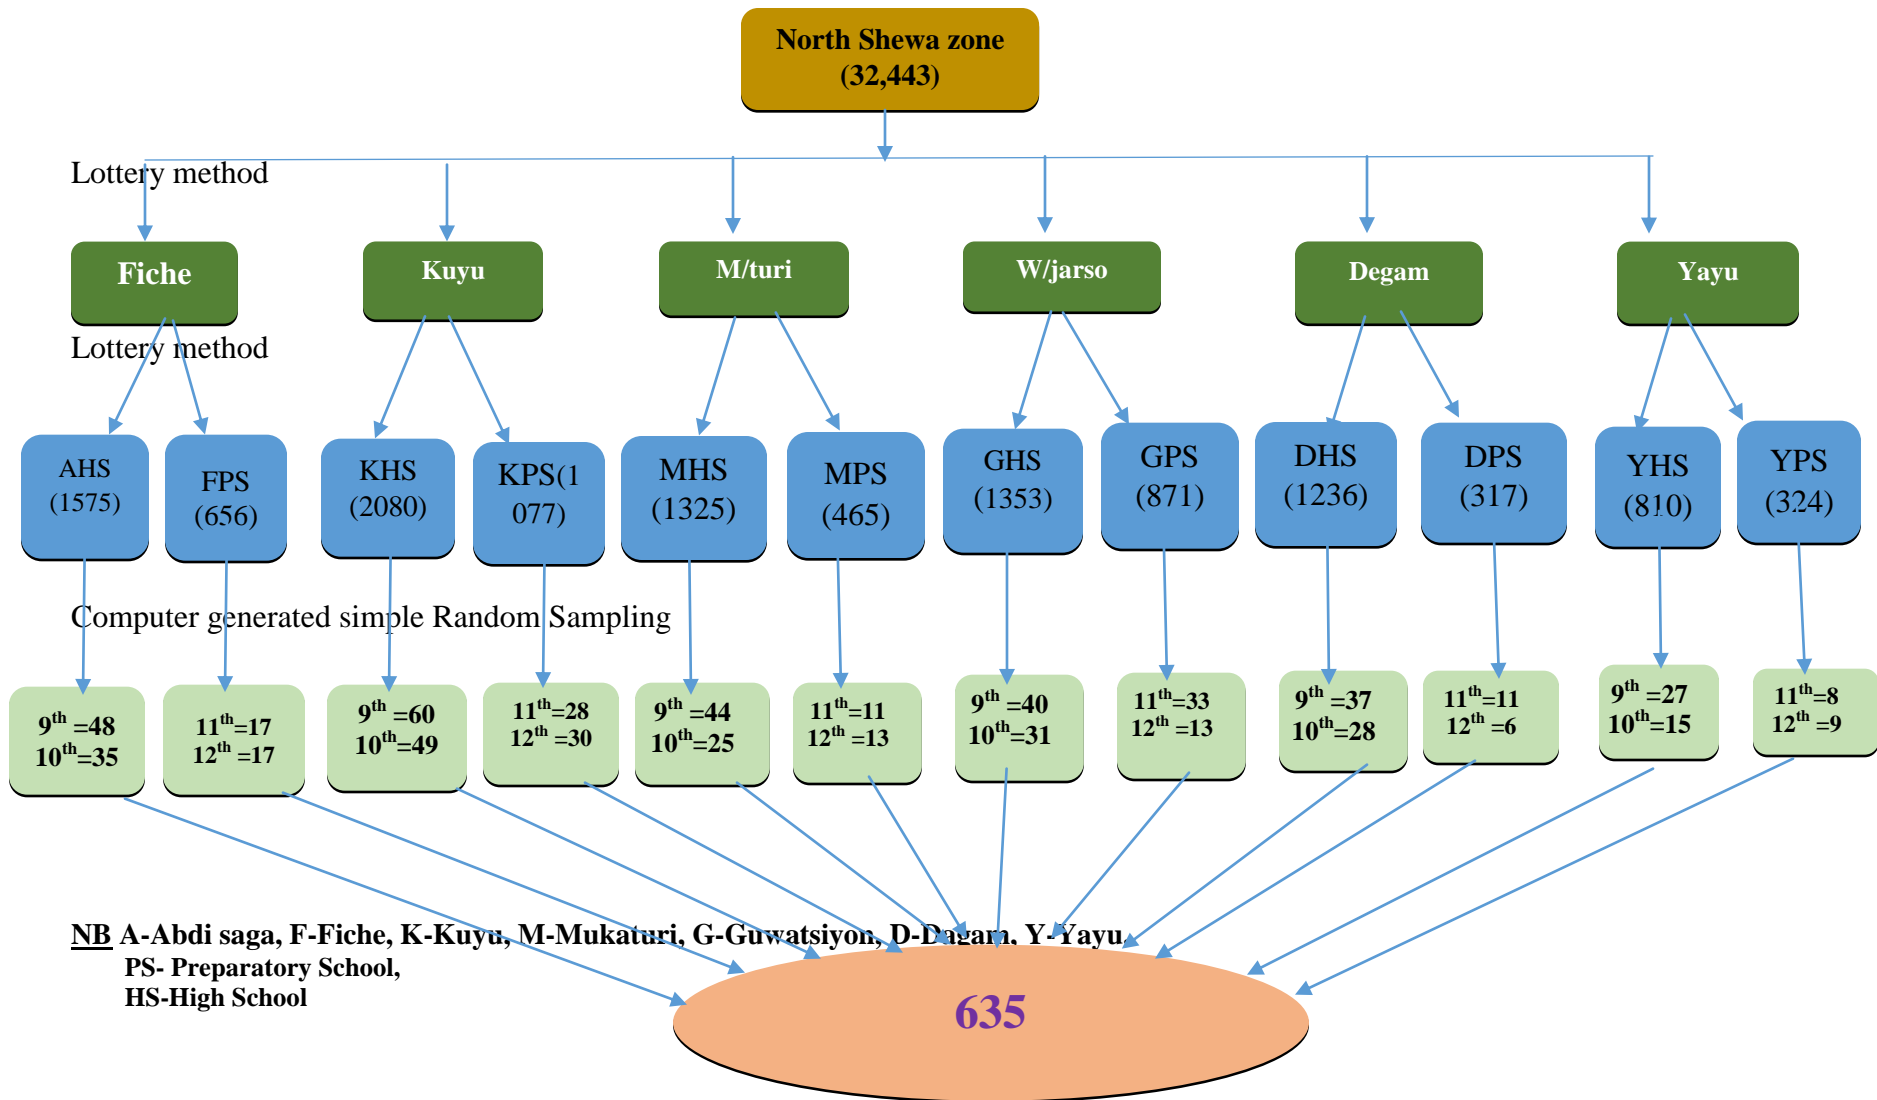 North Shewa zone
(32,443)
Lottery method
Fiche
Kuyu
M/turi
W/jarso
Degam
Yayu
Lottery method
AHS
(1575)
FPS
(656)
KHS
(2080)
KPS(1
077)
MHS
(1325)
MPS
(465)
GHS
(1353)
GPS
(871)
DHS
(1236)
DPS
(317)
YHS
(810)
YPS
(324)
Computer generated simple Random Sampling
9th =48
10th=35
11th=17
12th =17
9th =60
10th=49
11th=28
12th =30
9th =44
10th=25
11th=11
12th =13
9th =40
10th=31
11th=33
12th =13
9th =37
10th=28
11th=11
12th =6
9th =27
10th=15
11th=8
12th =9
NB A-Abdi saga, F-Fiche, K-Kuyu, M-Mukaturi, G-Guwatsiyon, D-Dagam, Y-Yayu,
PS- Preparatory School,
HS-High School
635